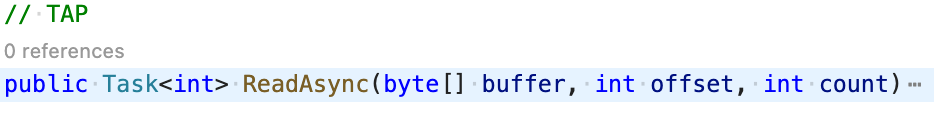 // TAP
0 references
public Task<int> ReadAsync(byte[] buffer, int offset, int count)⋯